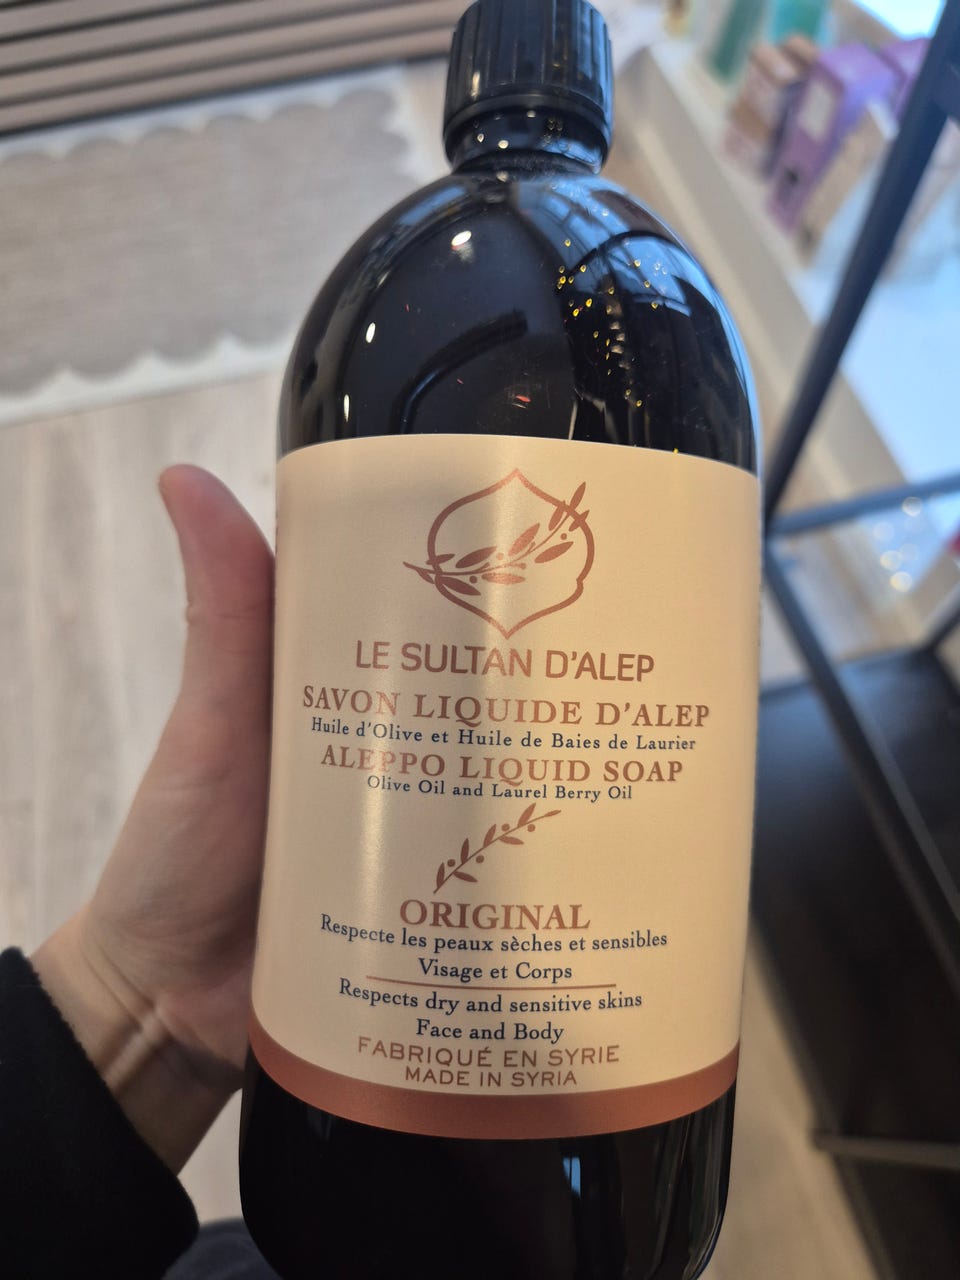 LE SULTAN D'ALEP
SAVON LIQUIDE D'ALEP
Huile d'Olive et Huile de Baies de Laurier
ALEPPO LIQUID SOAP
Olive Oil and Laurel Berry Oil
ORIGINAL
Respecte les peaux sèches et sensibles
Visage et Corps
Respects dry and sensitive skins
Face and Body
FABRIQUÉ EN SYRIE
MADE IN SYRIA